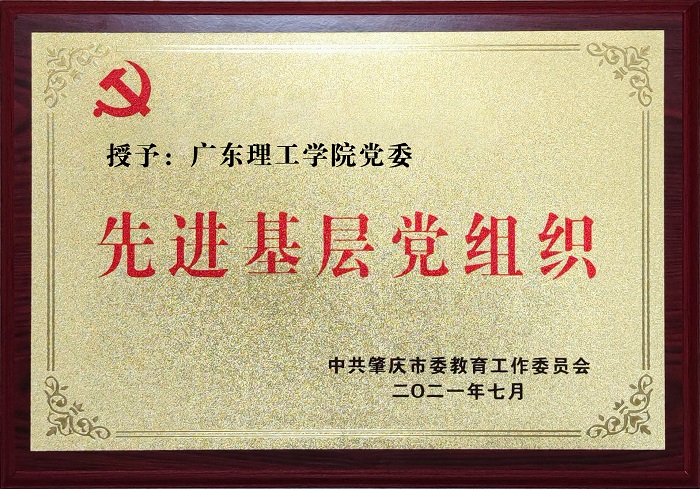 授予：广东理工学院党委
先进基层党组织
中共肇庆市委教育工作委员会
二〇二一年七月